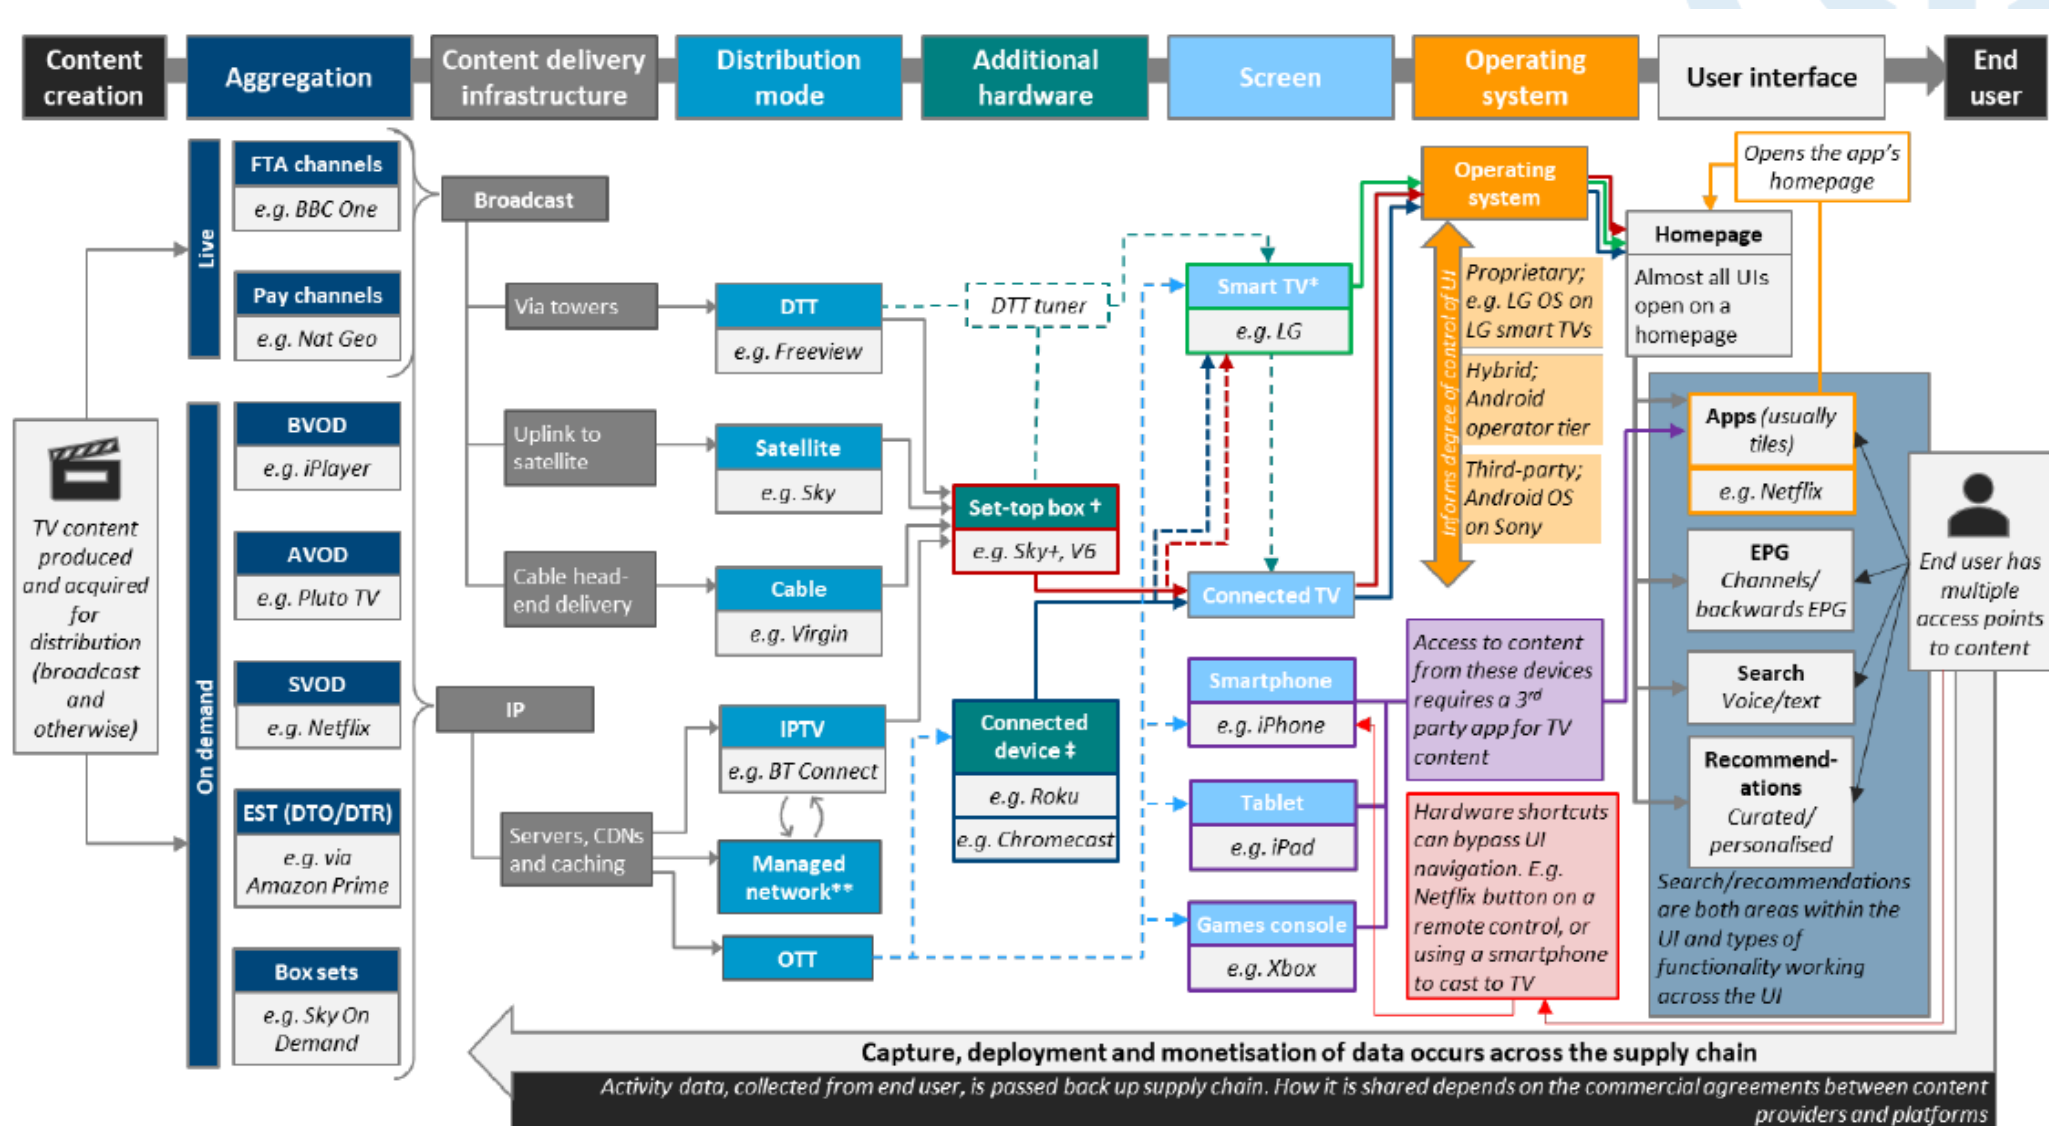 Content
creation
Aggregation
Content delivery
infrastructure
Distribution
mode
Additional
hardware
Screen
Operating
system
User interface
End
user
TV content
produced
and acquired
for
distribution
(broadcast
and
otherwise)
Live
FTA channels
e.g. BBC One
Pay channels
e.g. Nat Geo
On demand
BVOD
e.g. iPlayer
AVOD
e.g. Pluto TV
SVOD
e.g. Netflix
EST (DTO/DTR)
e.g. via
Amazon Prime
Box sets
e.g. Sky On
Demand
Broadcast
Via towers
Uplink to
satellite
Cable head-
end delivery
IP
Servers, CDNs
and caching
DTT
e.g. Freeview
Satellite
e.g. Sky
Cable
e.g. Virgin
IPTV
e.g. BT Connect
Managed
network**
OTT
DTT tuner
Set-top box †
e.g. Sky+, V6
Connected
device ‡
e.g. Roku
e.g. Chromecast
Smart TV*
e.g. LG
Connected TV
Smartphone
e.g. iPhone
Tablet
e.g. iPad
Games console
e.g. Xbox
Operating
system
Informs degree of control of UI
Proprietary;
e.g. LG OS on
LG smart TVs
Hybrid;
Android
operator tier
Third-party;
Android OS
on Sony
Access to content
from these devices
requires a 3rd
party app for TV
content
Hardware shortcuts
can bypass UI
navigation. E.g.
Netflix button on a
remote control, or
using a smartphone
to cast to TV
Opens the app's
homepage
Homepage
Almost all UIs
open on a
homepage
Apps (usually
tiles)
e.g. Netflix
EPG
Channels/
backwards EPG
Search
Voice/text
Recommend-
ations
Curated/
personalised
Search/recommendations
are both areas within the
UI and types of
functionality working
across the UI
End user has
multiple
access points
to content
Capture, deployment and monetisation of data occurs across the supply chain
Activity data, collected from end user, is passed back up supply chain. How it is shared depends on the commercial agreements between content
providers and platforms